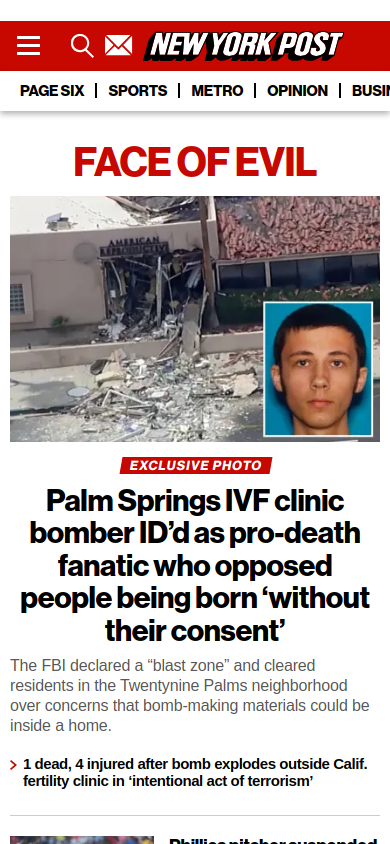 NEW YORK POST
PAGE SIX
SPORTS
METRO
OPINION
BUSIN
FACE OF EVIL
AMERICAN
REPRODUCTIVE
EXCLUSIVE PHOTO
Palm Springs IVF clinic
bomber ID’d as pro-death
fanatic who opposed
people being born ‘without
their consent’
The FBI declared a “blast zone” and cleared
residents in the Twentynine Palms neighborhood
over concerns that bomb-making materials could be
inside a home.
1 dead, 4 injured after bomb explodes outside Calif.
fertility clinic in ‘intentional act of terrorism’
Phillies pitcher suspended